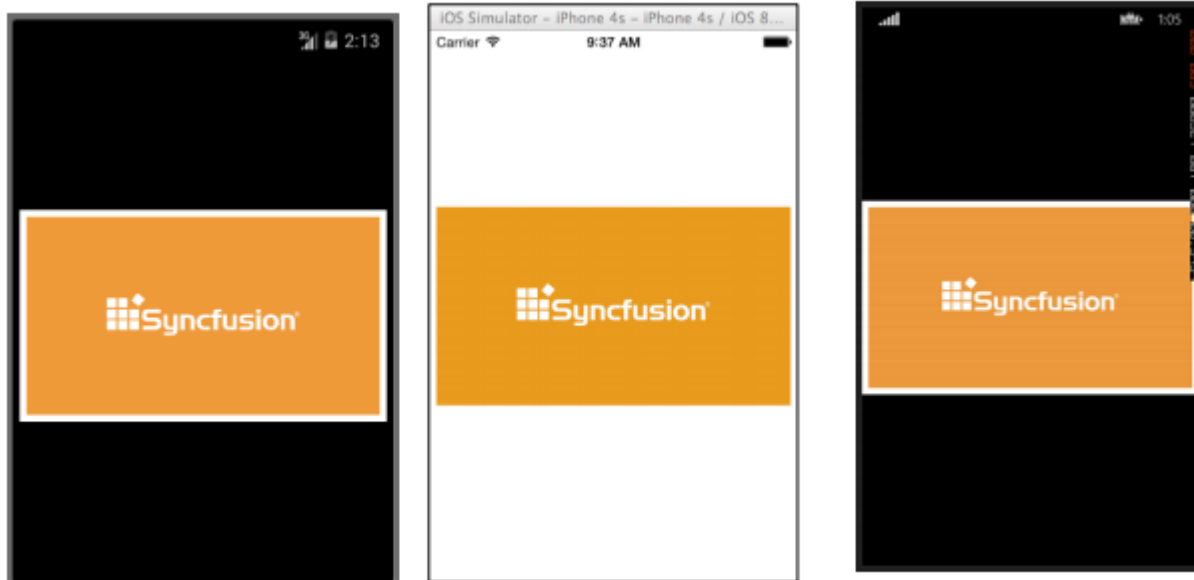 3G 2:13
Syncfusion
iOS Simulator – iPhone 4s – iPhone 4s / iOS 8...
Carrier 9:37 AM
Syncfusion
1:05
Syncfusion